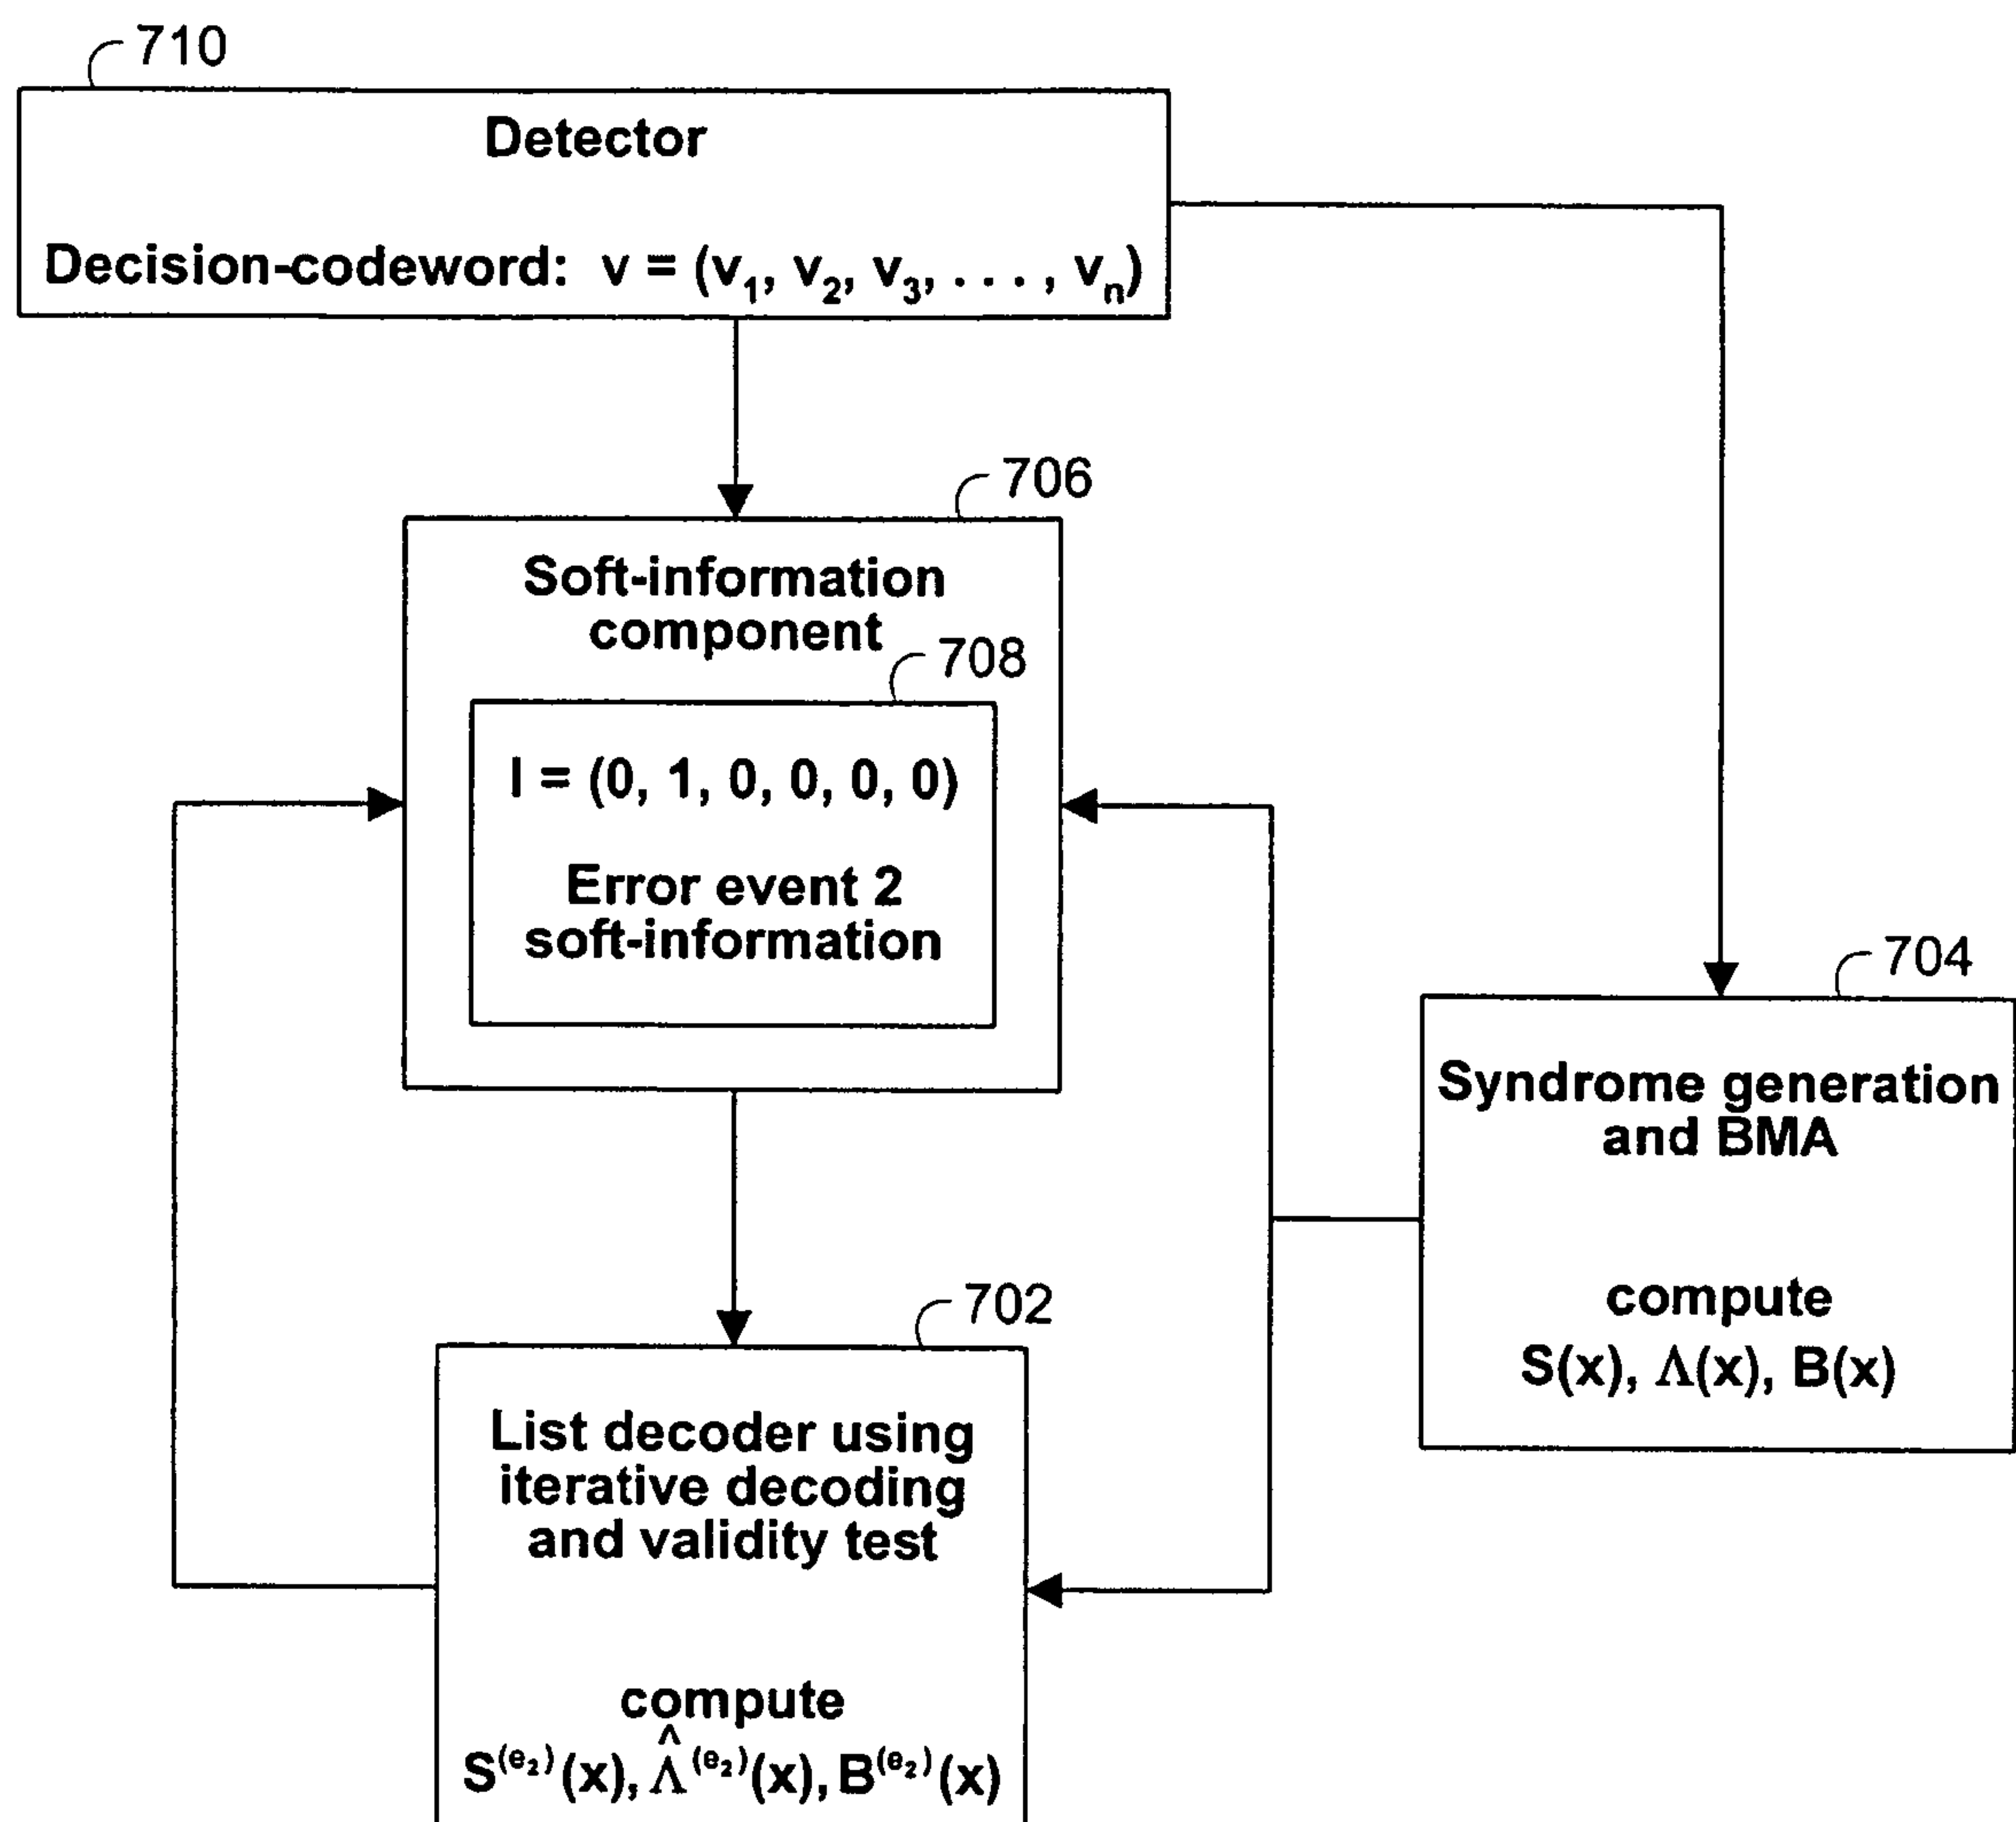 710
Detector
Decision-codeword: v = (v₁, v₂, v₃, . . . , vₙ)
706
Soft-information
component
708
I = (0, 1, 0, 0, 0, 0)
Error event 2
soft-information
704
Syndrome generation
and BMA
compute
S(x), Λ(x), B(x)
702
List decoder using
iterative decoding
and validity test
compute
S^(e₂)(x), Λ̂^(e₂)(x), B^(e₂)(x)